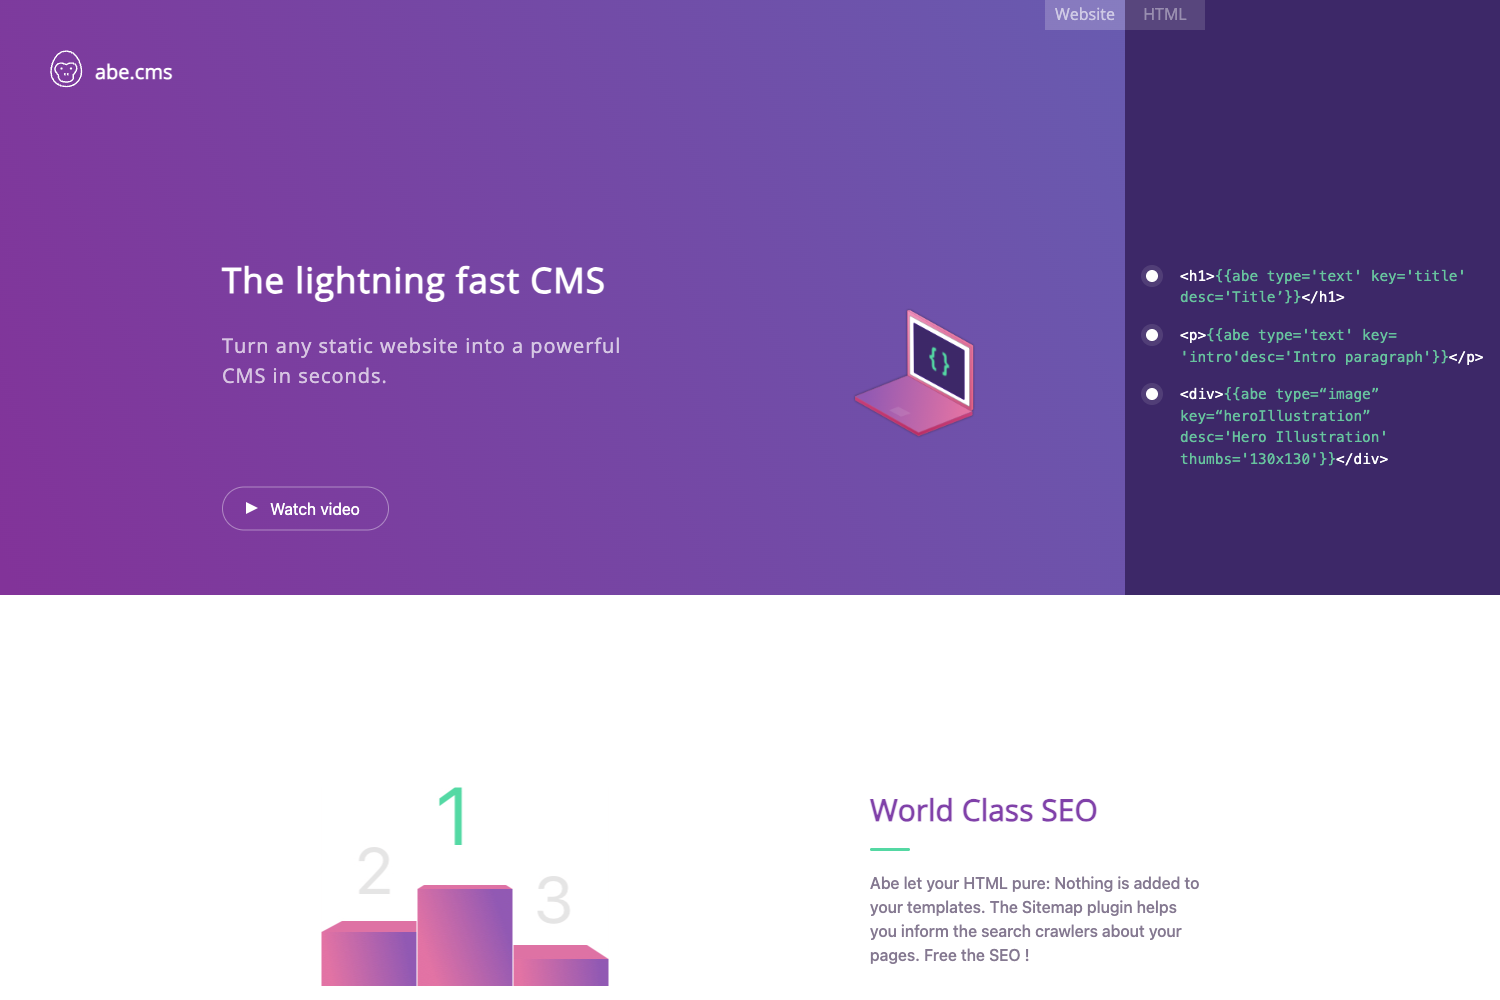 Website
HTML
abe.cms
The lightning fast CMS
Turn any static website into a powerful
CMS in seconds.
Watch video
{}
<h1>{{abe type='text' key='title'
desc='Title’}}</h1>
<p>{{abe type='text' key=
'intro'desc='Intro paragraph'}}</p>
<div>{{abe type=“image”
key=“heroIllustration”
desc='Hero Illustration'
thumbs='130x130'}}</div>
1
2
3
World Class SEO
Abe let your HTML pure: Nothing is added to
your templates. The Sitemap plugin helps
you inform the search crawlers about your
pages. Free the SEO !